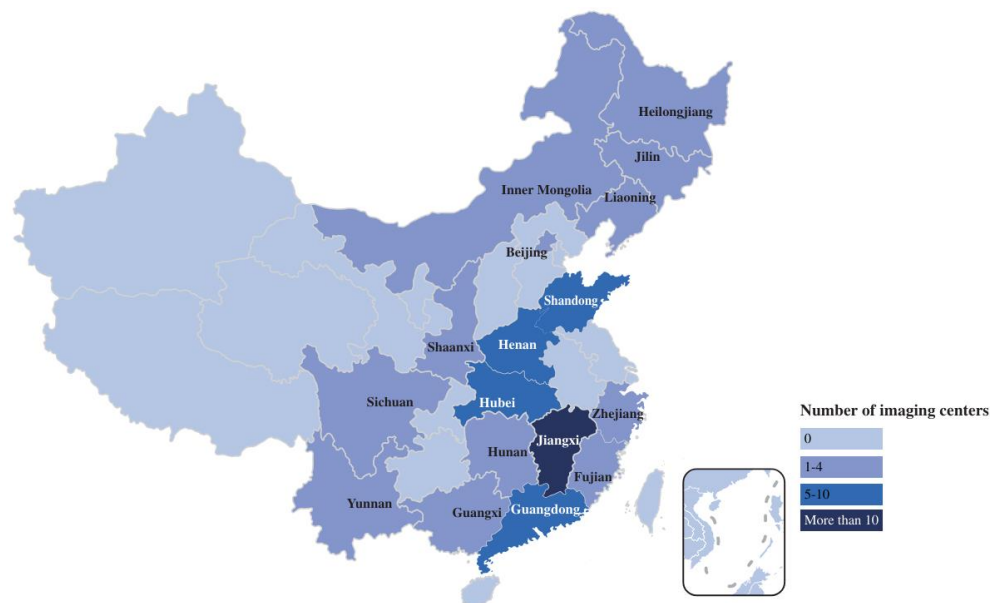 Heilongjiang
Jilin
Inner Mongolia
Liaoning
Beijing
Shandong
Henan
Shaanxi
Sichuan
Hubei
Zhejiang
Jiangxi
Hunan
Fujian
Yunnan
Guangxi
Guangdong
Number of imaging centers
0
1-4
5-10
More than 10